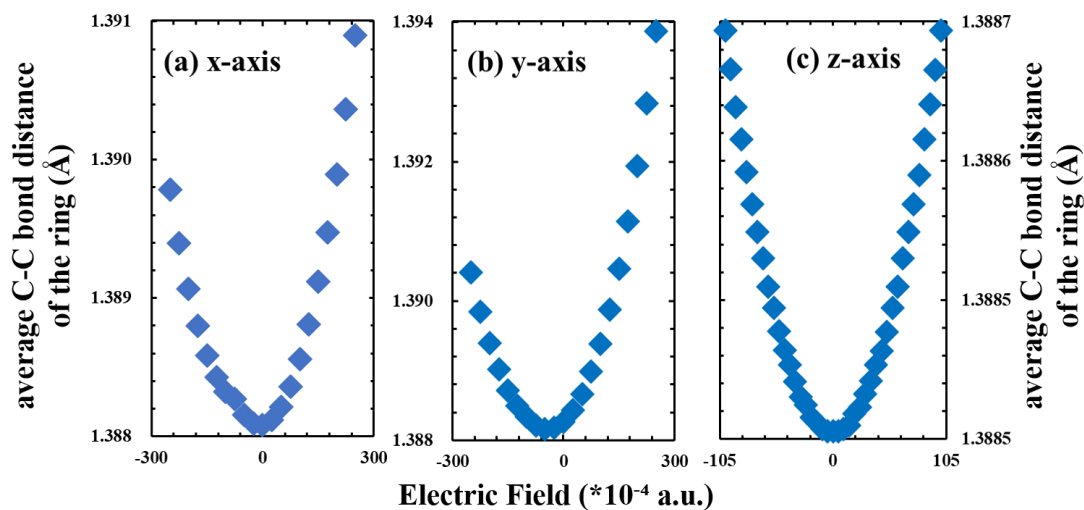 average C-C bond distance
of the ring (Å)
(a) x-axis
1.391
1.390
1.389
1.388
-300
0
300
(b) y-axis
1.394
1.392
1.390
1.388
-300
0
300
(c) z-axis
1.3887
1.3886
1.3885
1.3885
-105
0
105
average C-C bond distance
of the ring (Å)
Electric Field (*10⁻⁴ a.u.)